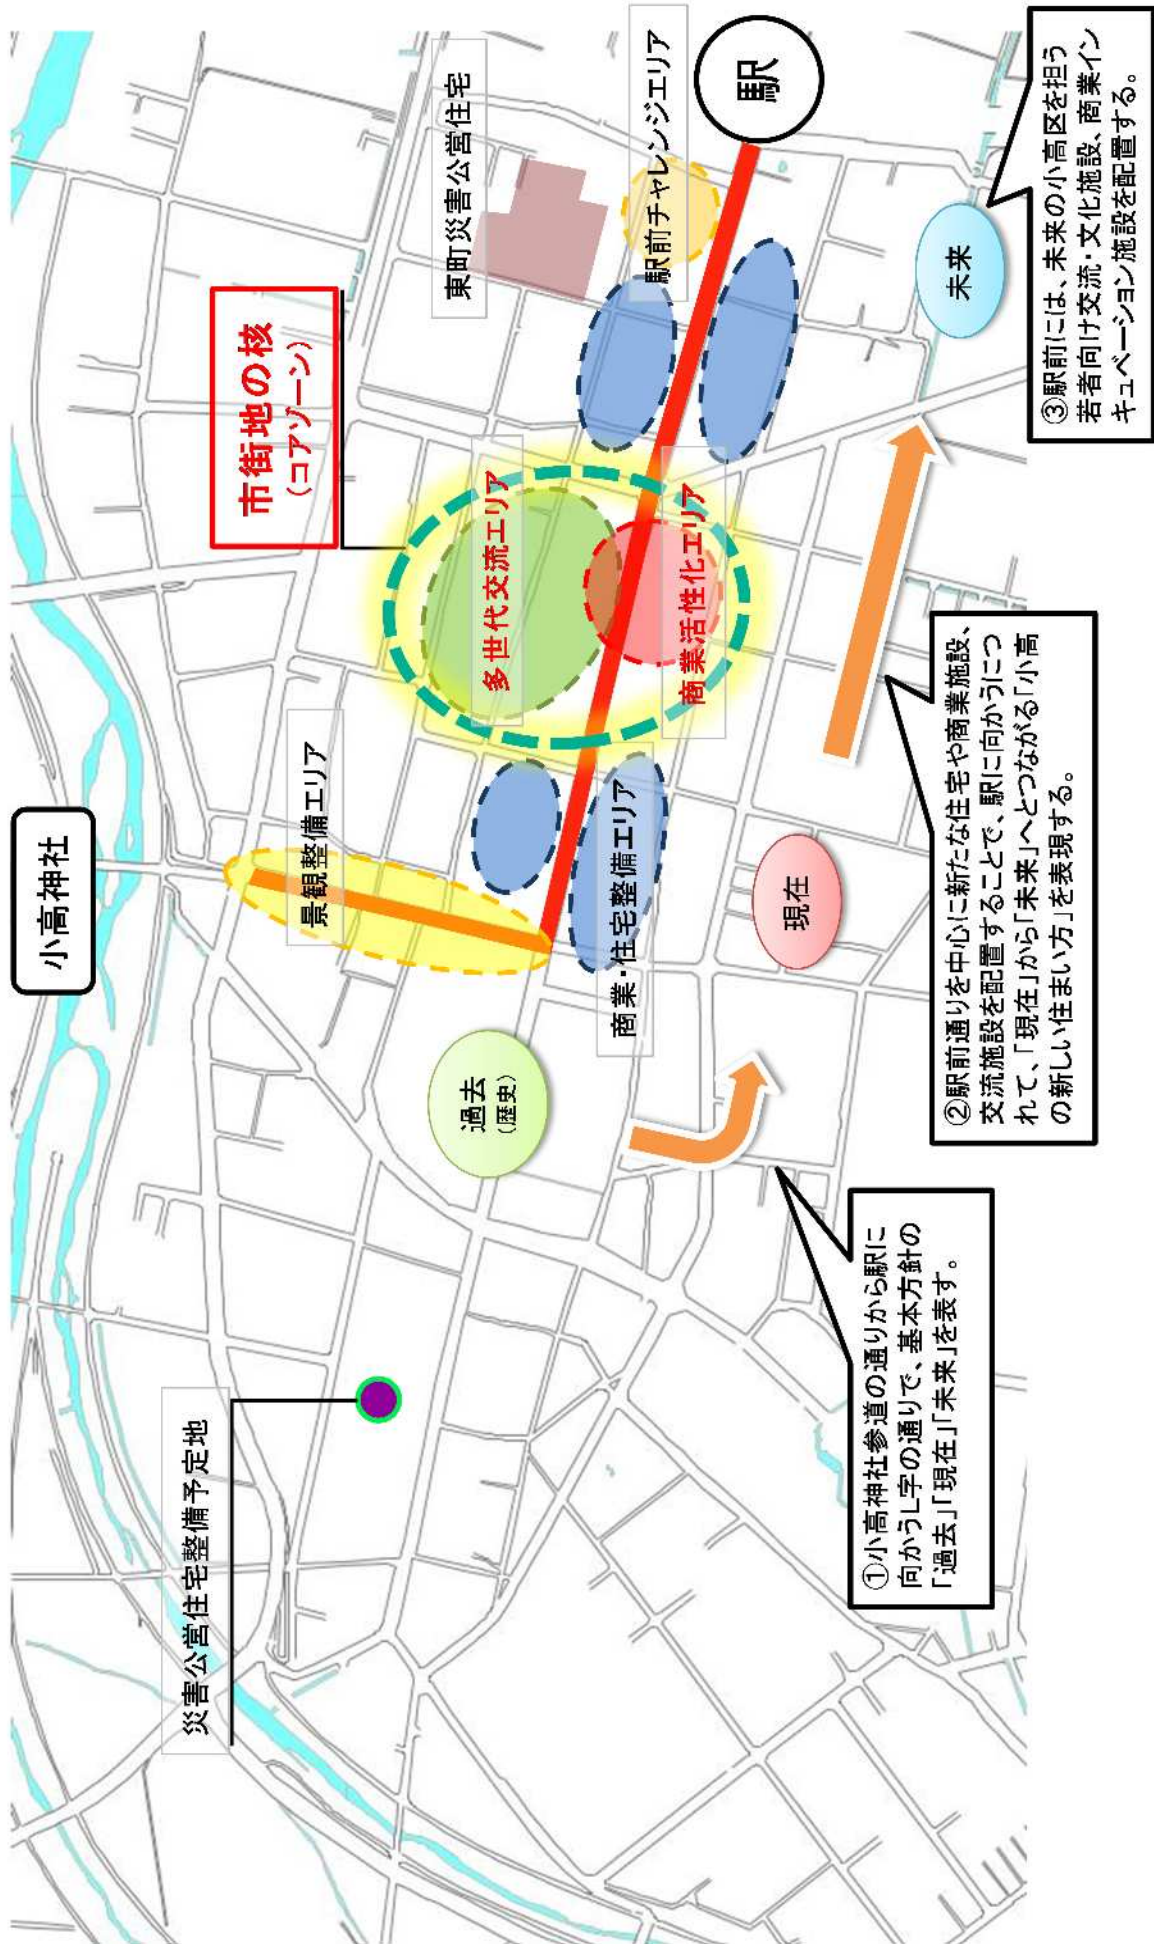 小高神社
災害公営住宅整備予定地
景観整備エリア
市街地の核
（コアゾーン）
東町災害公営住宅
多世代交流エリア
駅前チャレンジエリア
駅
過去
（歴史）
商業・住宅整備エリア
商業活性化エリア
現在
未来
①小高神社参道の通りから駅に
向かうL字の通りで、基本方針の
「過去」「現在」「未来」を表す。
②駅前通りを中心に新たな住宅や商業施設、
交流施設を配置することで、駅に向かうにつ
れて、「現在」から「未来」へとつながる「小高
の新しい住まい方」を表現する。
③駅前には、未来の小高区を担う
若者向け交流・文化施設、商業イン
キュベーション施設を配置する。